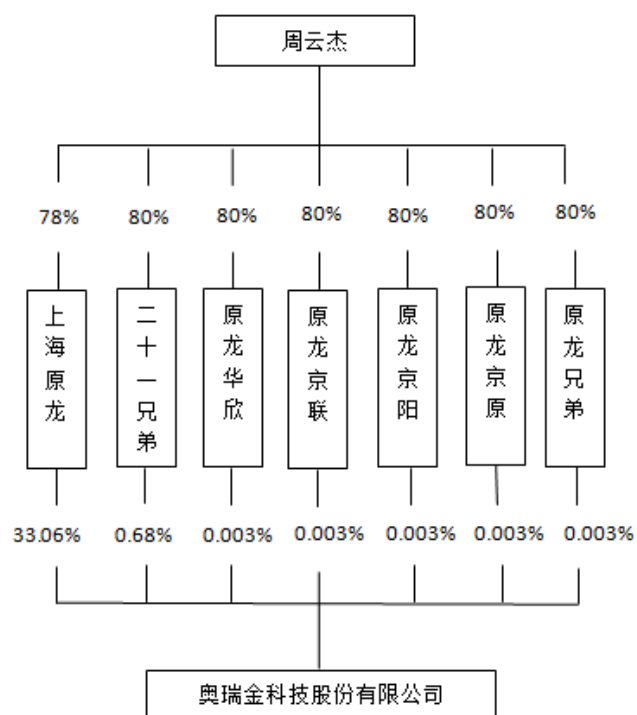 周云杰
78% 80% 80% 80% 80% 80% 80%
上海原龙
二十一兄弟
原龙华欣
原龙京联
原龙京阳
原龙京原
原龙兄弟
33.06% 0.68% 0.003% 0.003% 0.003% 0.003% 0.003%
奥瑞金科技股份有限公司